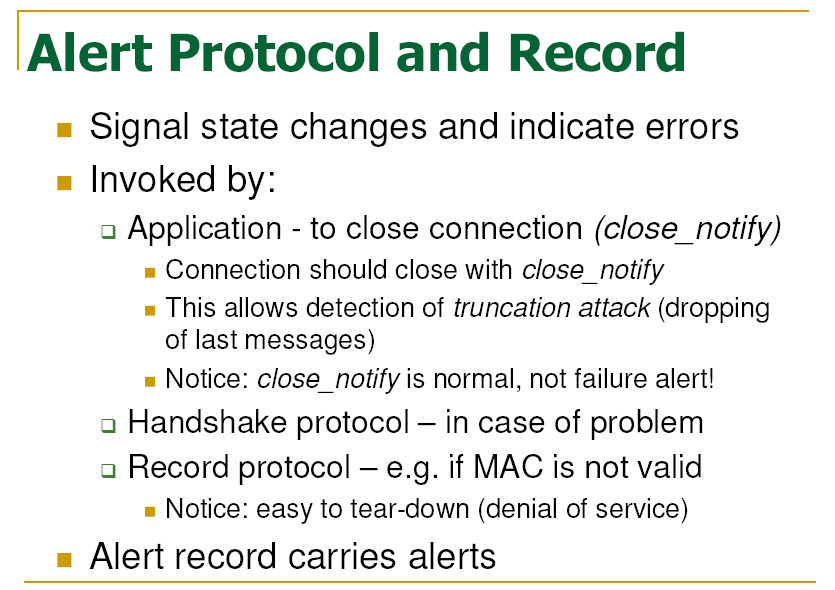 Alert Protocol and Record
Signal state changes and indicate errors
Invoked by:
Application - to close connection (close_notify)
Connection should close with close_notify
This allows detection of truncation attack (dropping
of last messages)
Notice: close_notify is normal, not failure alert!
Handshake protocol – in case of problem
Record protocol – e.g. if MAC is not valid
Notice: easy to tear-down (denial of service)
Alert record carries alerts